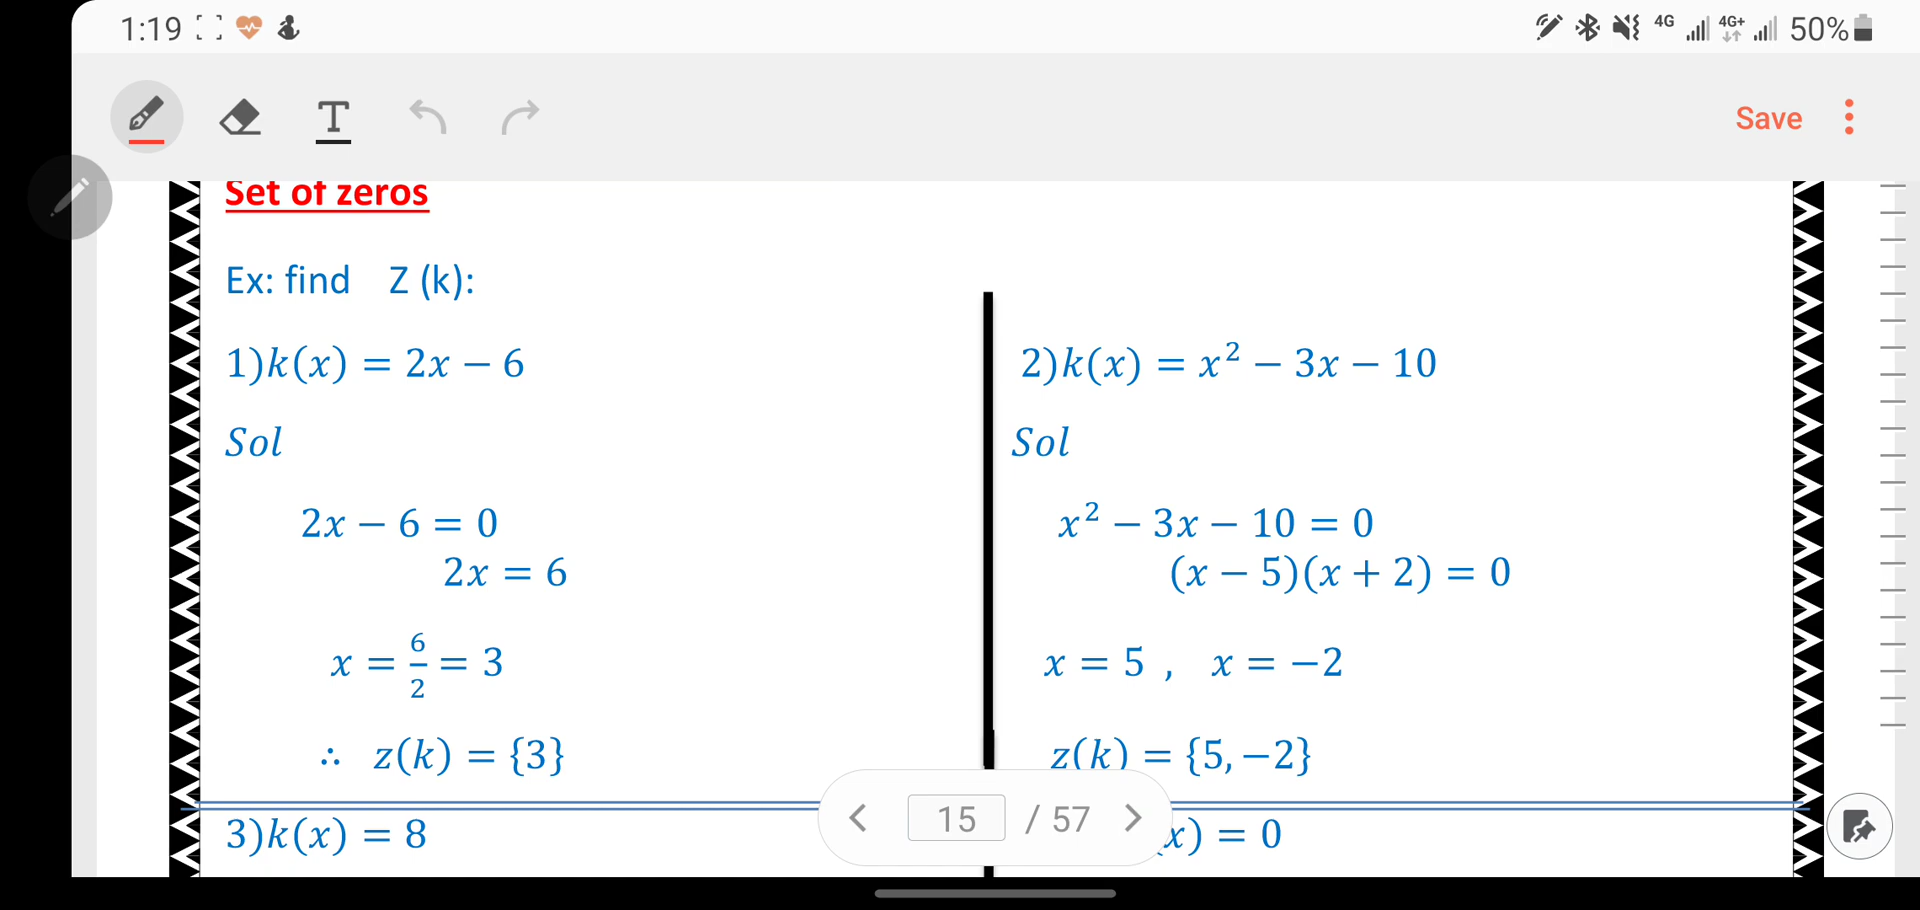 1:19 4G 4G+ 50%
T Save
Set of zeros
Ex: find Z (k):
1)k(x) = 2x − 6
Sol
2x − 6 = 0
2x = 6
x = 6/2 = 3
∴ z(k) = {3}
3)k(x) = 8
2)k(x) = x² − 3x − 10
Sol
x² − 3x − 10 = 0
(x − 5)(x + 2) = 0
x = 5 , x = −2
z(k) = {5, −2}
x) = 0
15 / 57